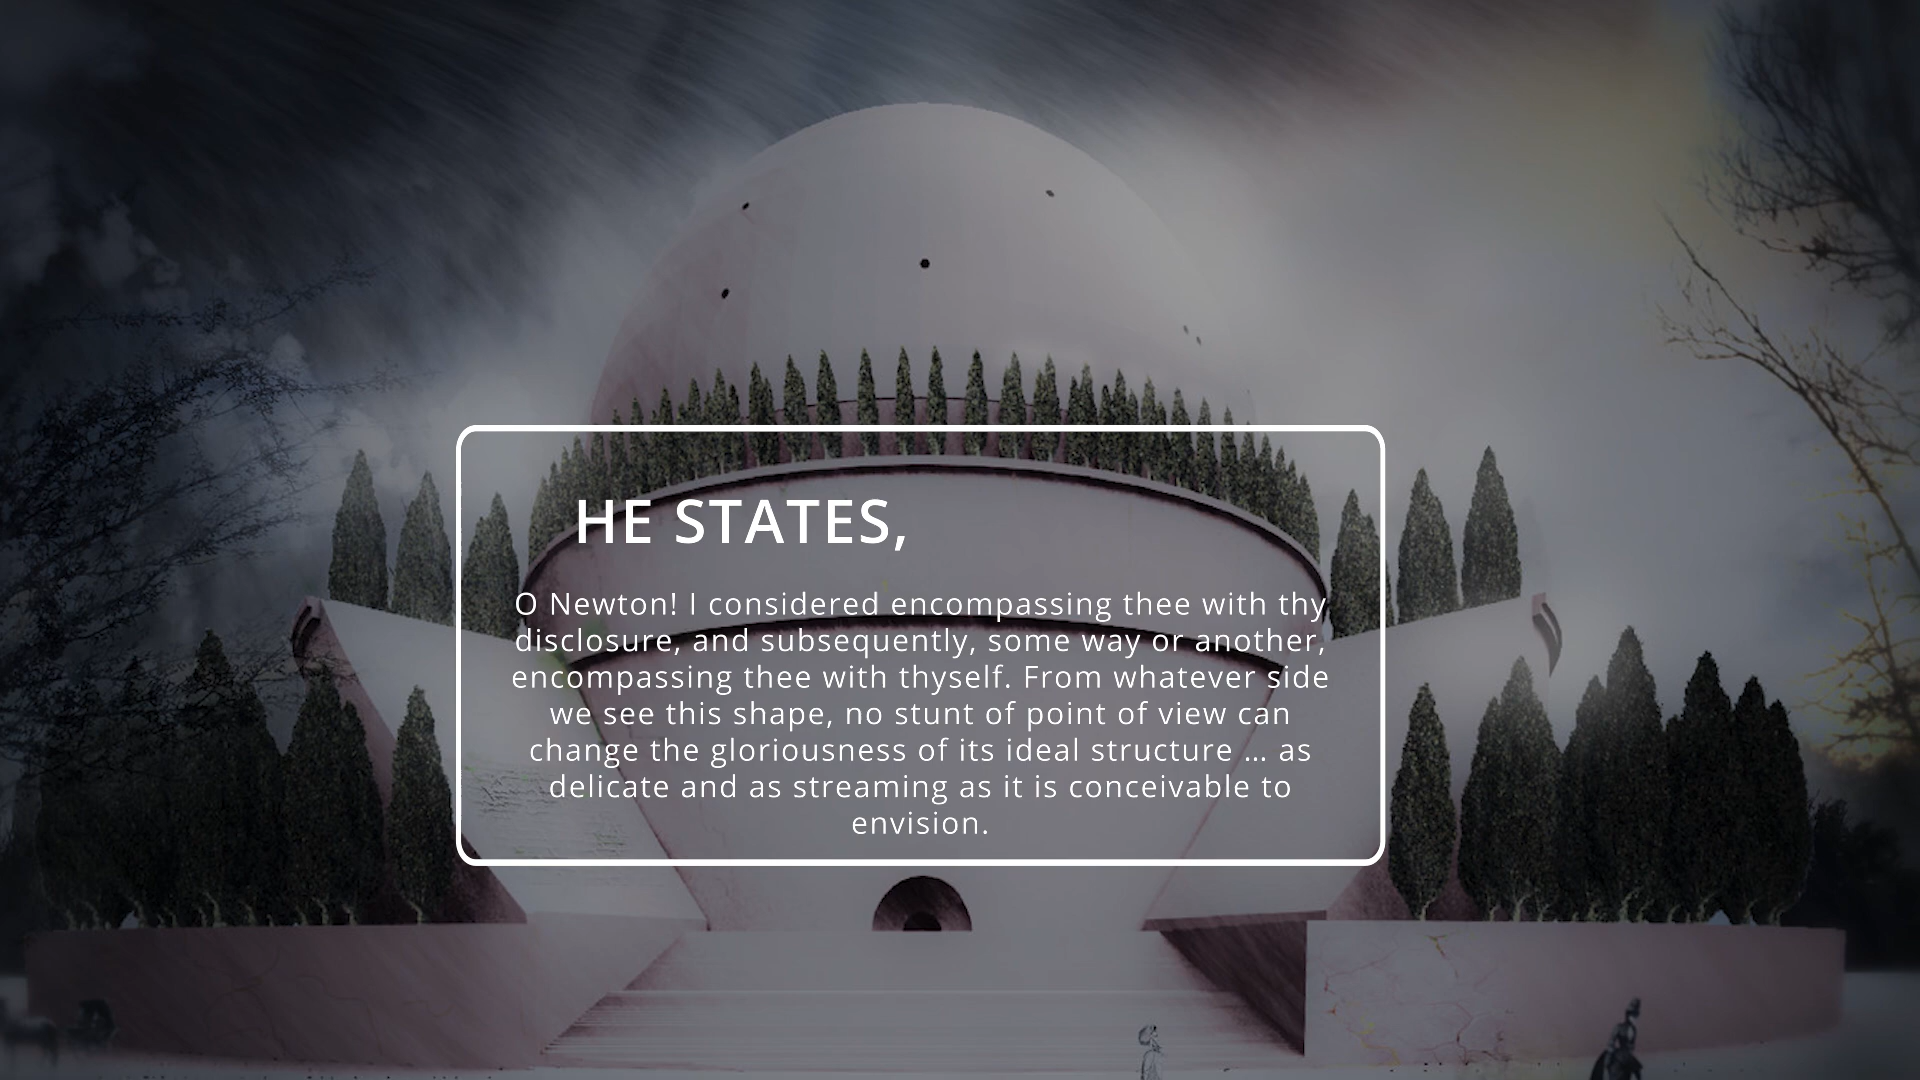 HE STATES,
O Newton! I considered encompassing thee with thy
disclosure, and subsequently, some way or another,
encompassing thee with thyself. From whatever side
we see this shape, no stunt of point of view can
change the gloriousness of its ideal structure ... as
delicate and as streaming as it is conceivable to
envision.